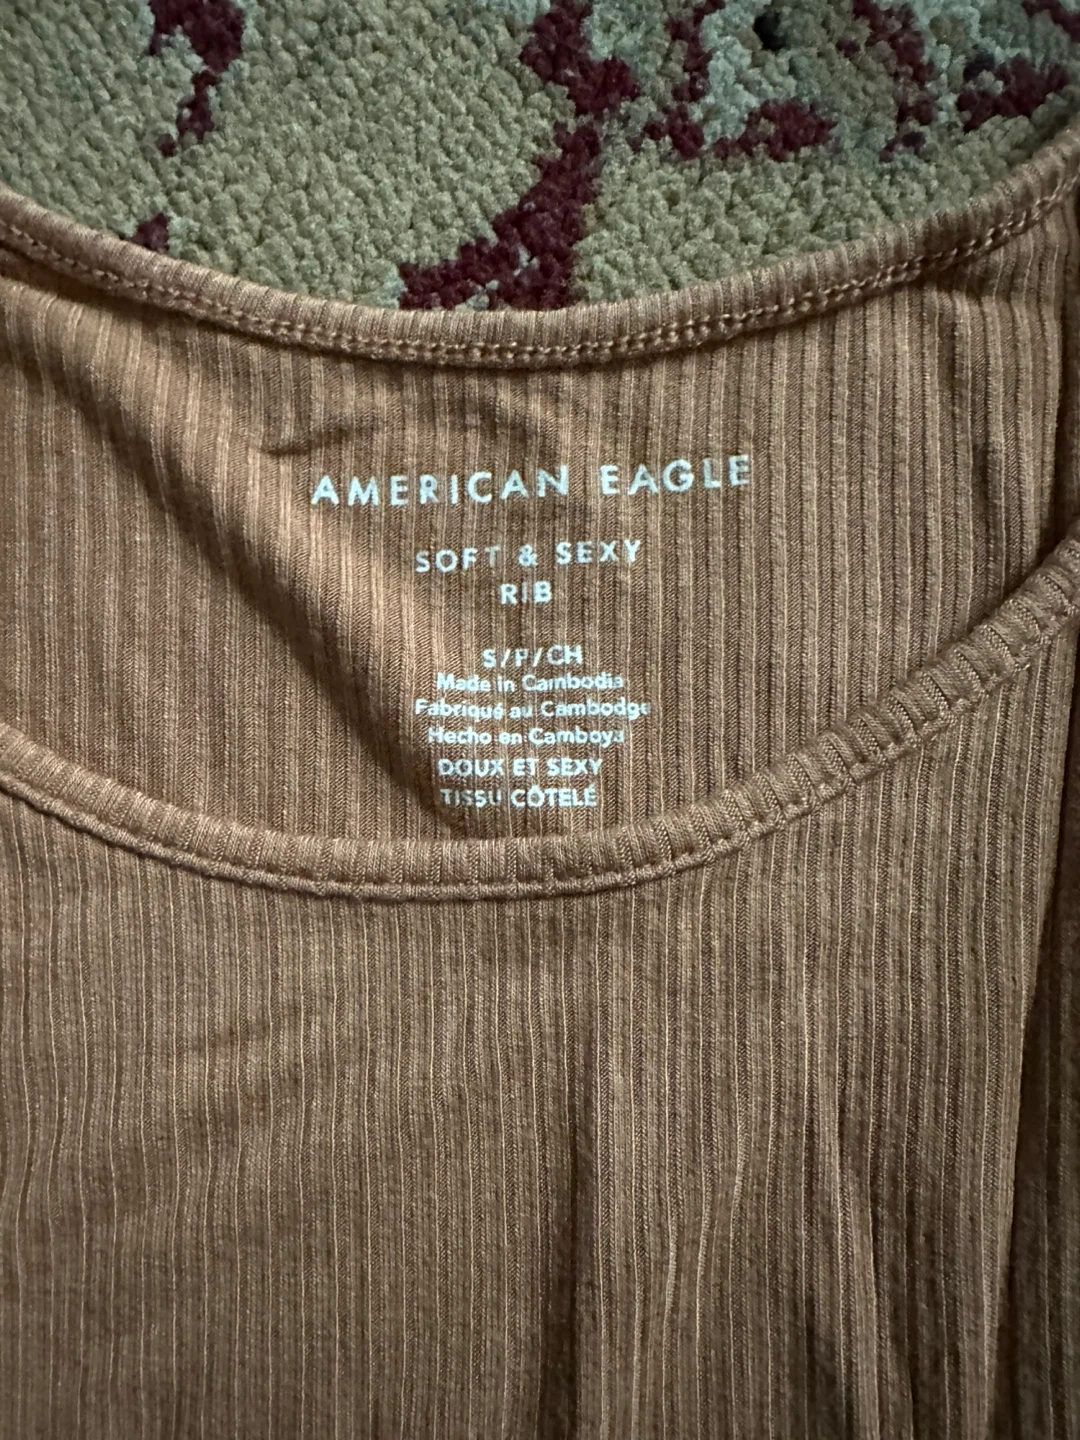 AMERICAN EAGLE
SOFT & SEXY
RIB
S/P/CH
Made in Cambodia
Fabriqué au Cambodge
Hecho en Camboya
DOUX ET SEXY
TISSU CÔTELÉ